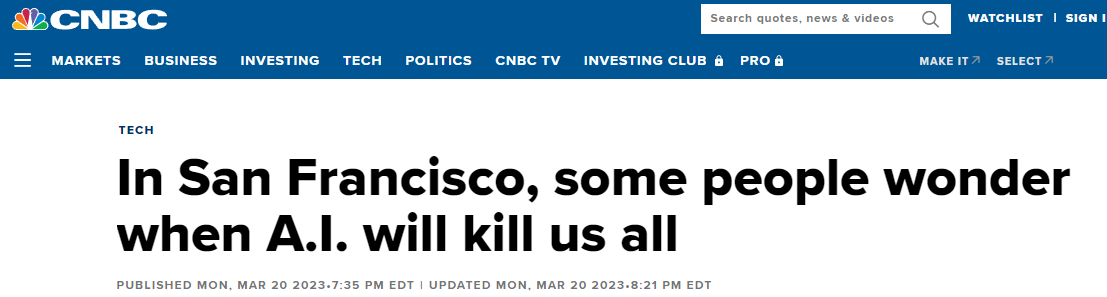 CNBC
Search quotes, news & videos
WATCHLIST | SIGN I
MARKETS BUSINESS INVESTING TECH POLITICS CNBC TV INVESTING CLUB PRO MAKE IT SELECT
TECH
In San Francisco, some people wonder
when A.I. will kill us all
PUBLISHED MON, MAR 20 2023•7:35 PM EDT | UPDATED MON, MAR 20 2023•8:21 PM EDT